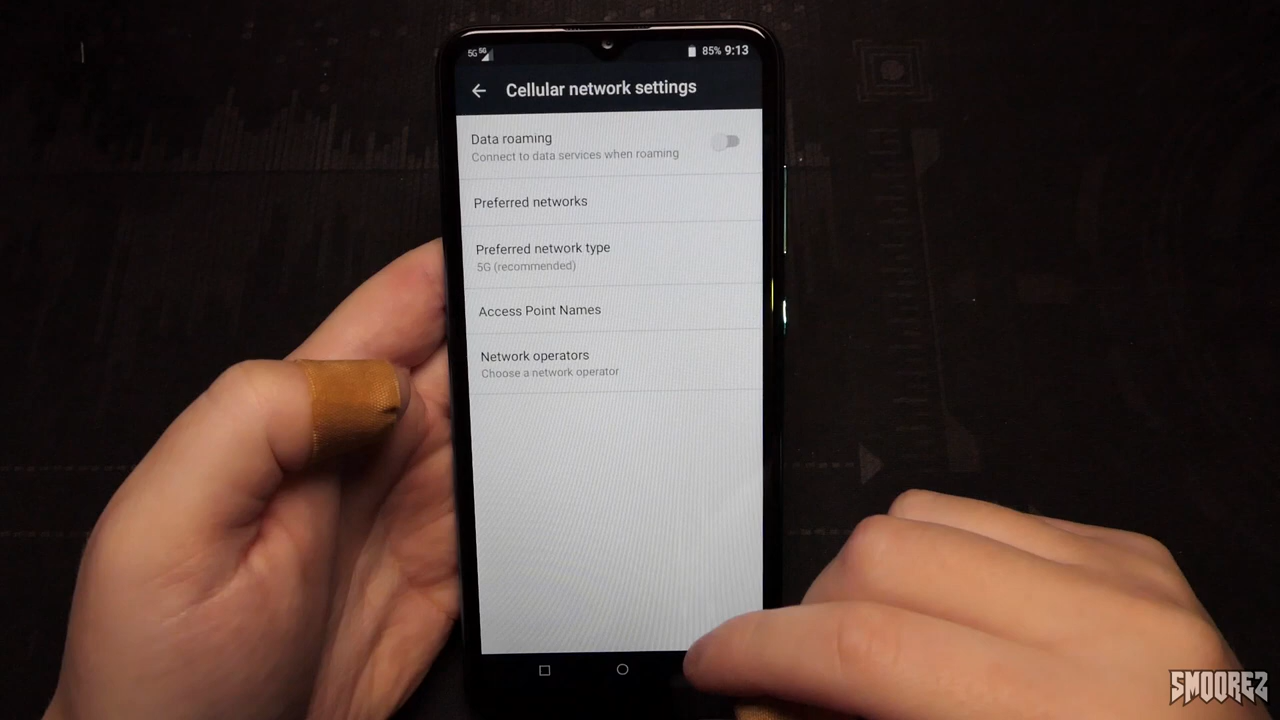 5G 5G 85% 9:13
Cellular network settings
Data roaming
Connect to data services when roaming
Preferred networks
Preferred network type
5G (recommended)
Access Point Names
Network operators
Choose a network operator
SMOOREZ